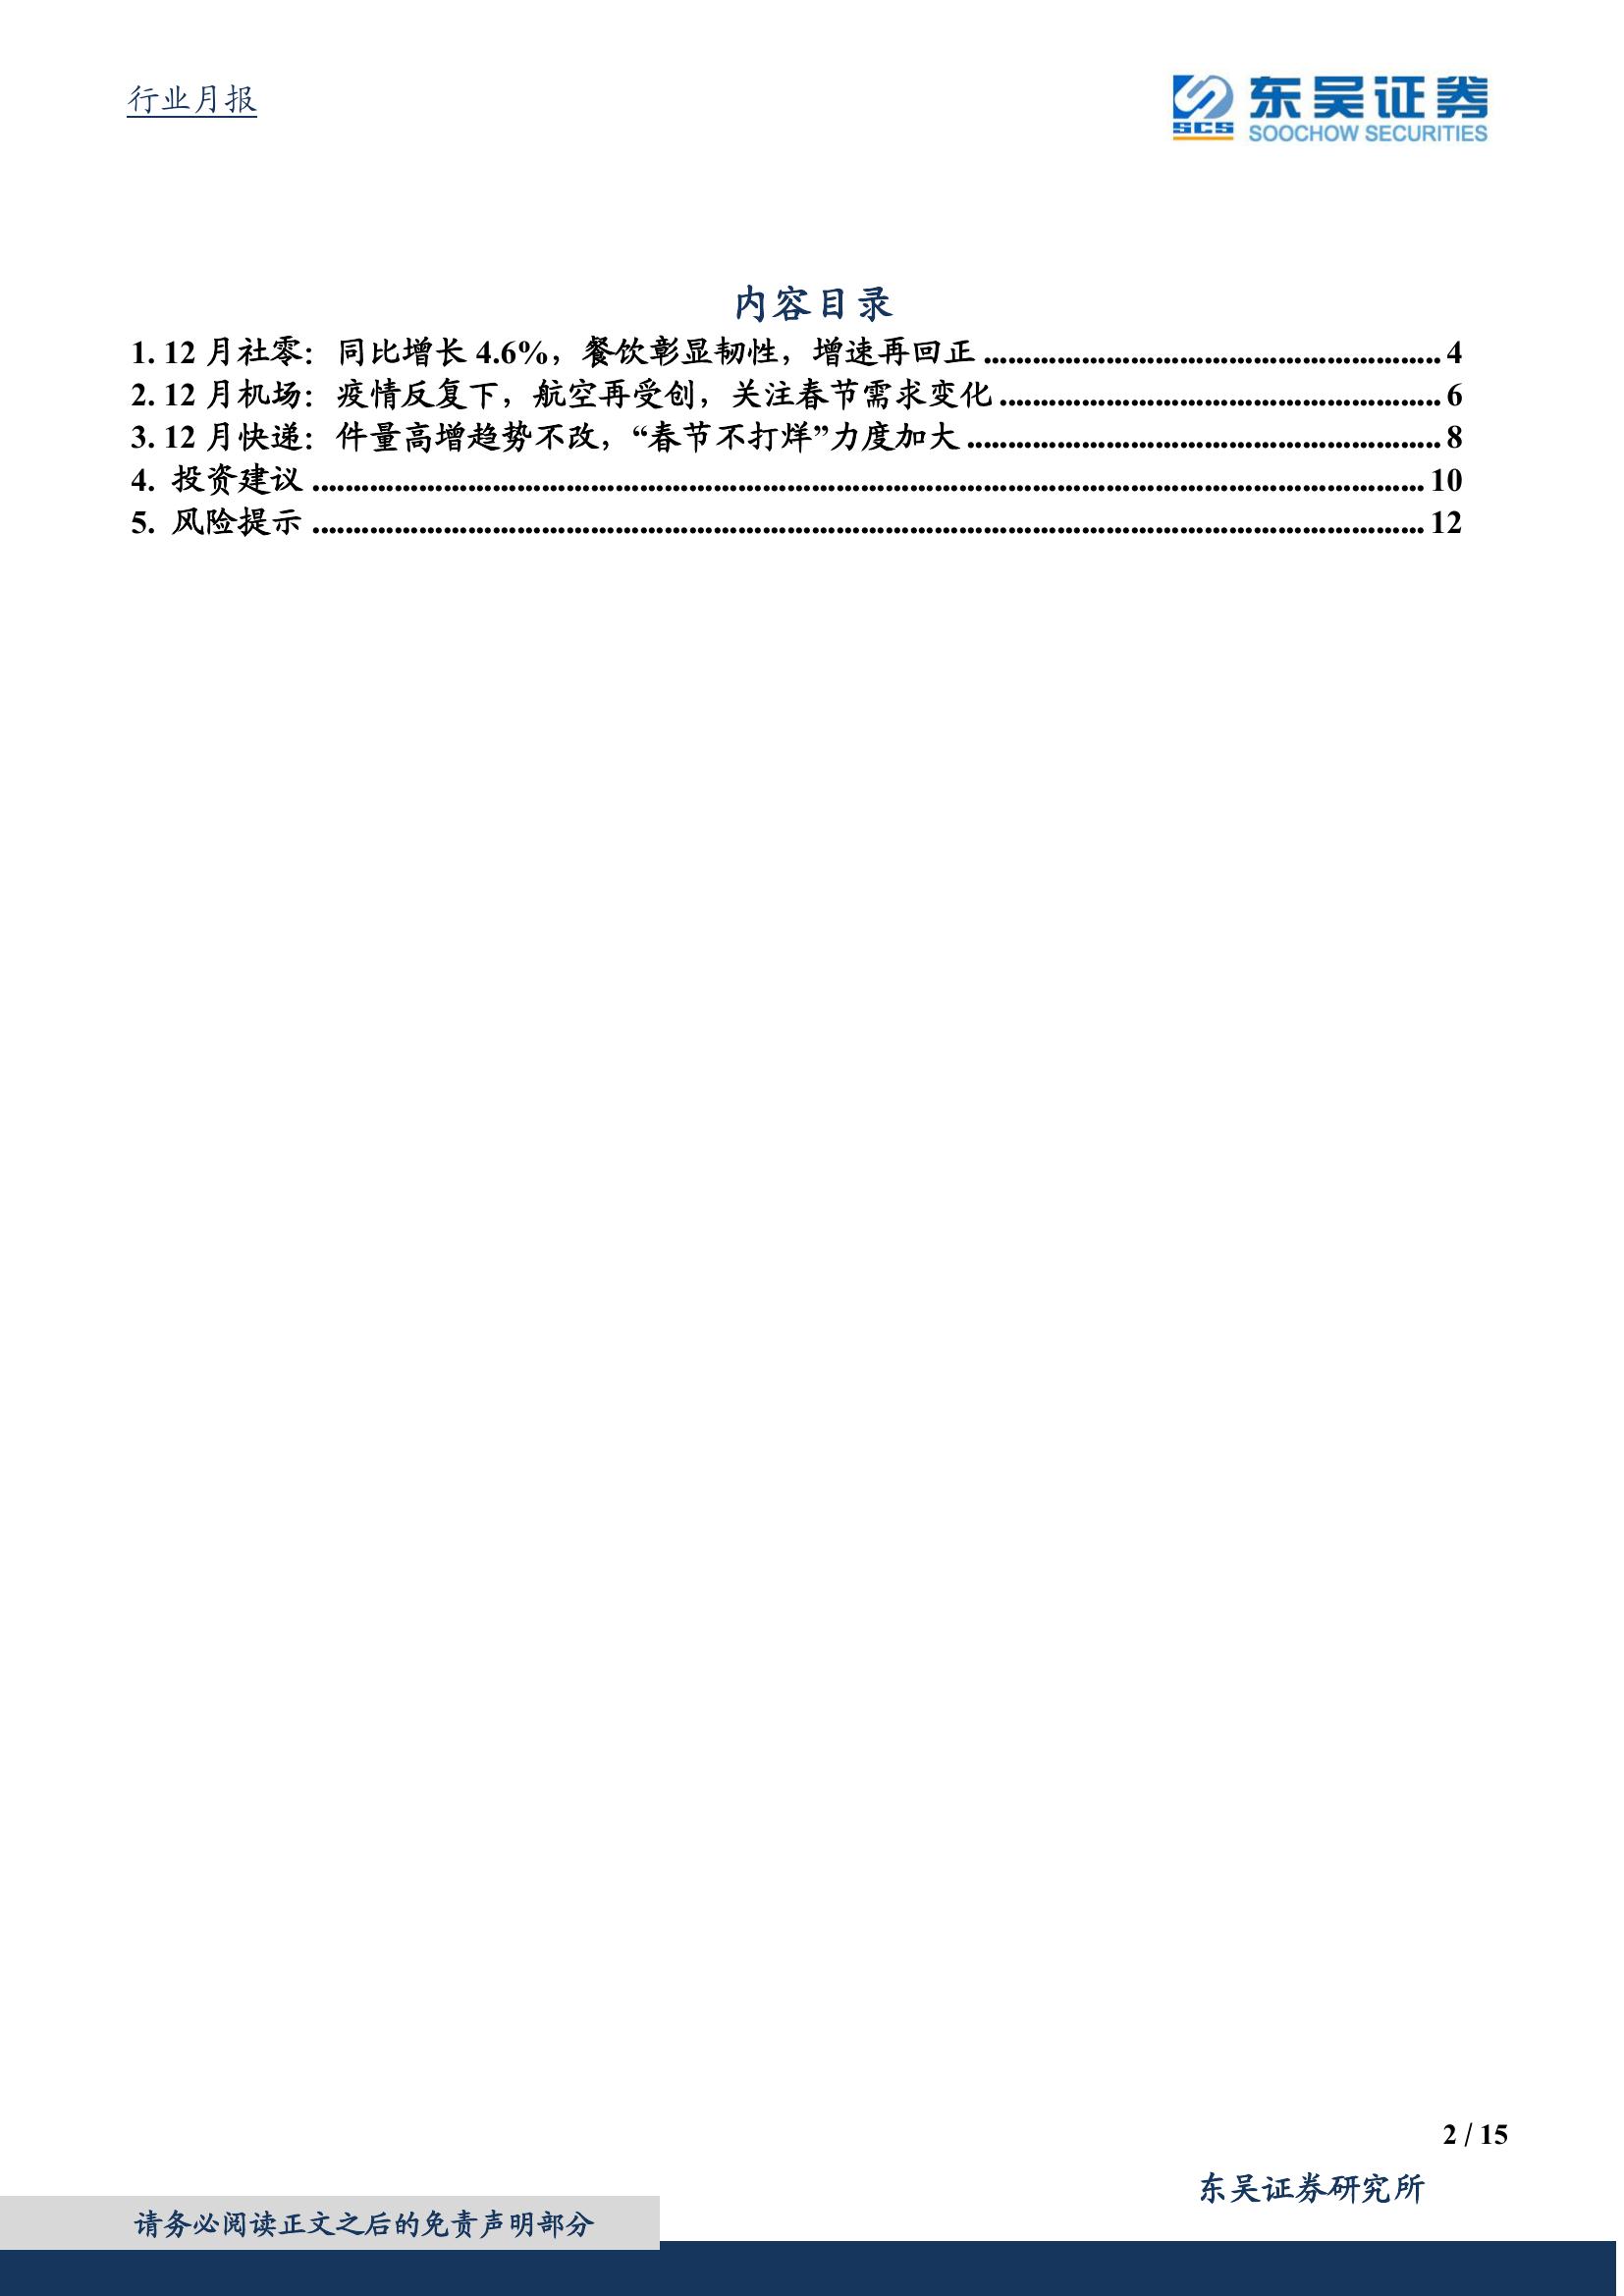 行业月报
东吴证券
SCS
SOOCHOW SECURITIES
内容目录
1. 12 月社零：同比增长 4.6%，餐饮彰显韧性，增速再回正 ........................................................ 4
2. 12 月机场：疫情反复下，航空再受创，关注春节需求变化 ...................................................... 6
3. 12 月快递：件量高增趋势不改，“春节不打烊”力度加大 .......................................................... 8
4. 投资建议 ........................................................................................................................................ 10
5. 风险提示 ........................................................................................................................................ 12
2 / 15
东吴证券研究所
请务必阅读正文之后的免责声明部分